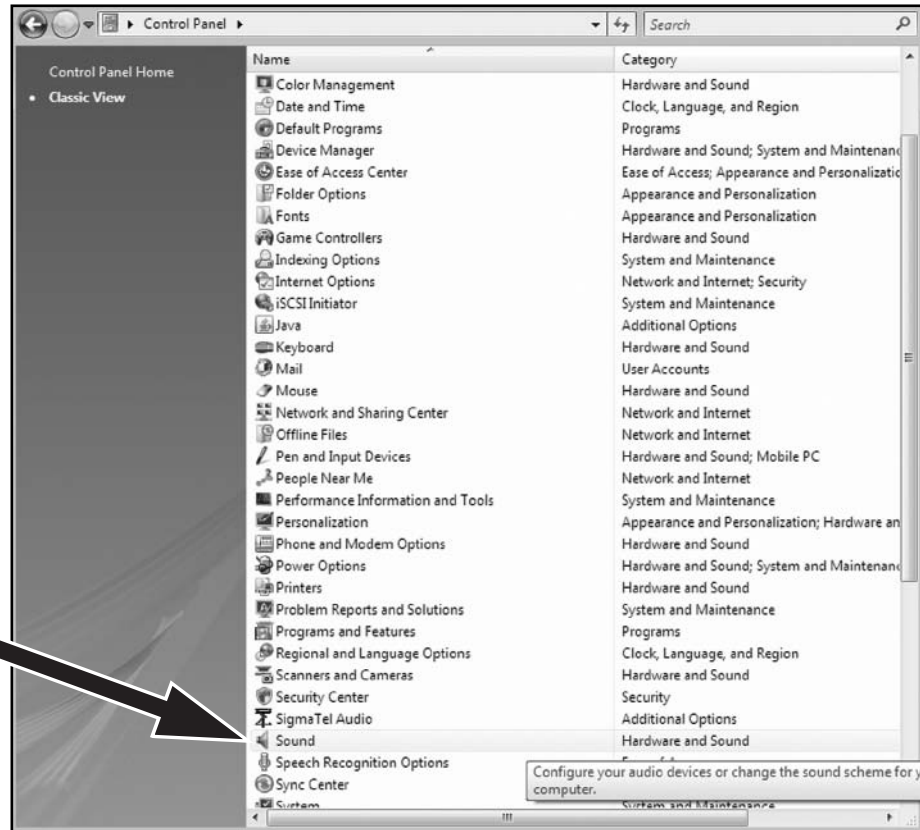 Control Panel
Search
Control Panel Home
Classic View
Name Category
Color Management Hardware and Sound
Date and Time Clock, Language, and Region
Default Programs Programs
Device Manager Hardware and Sound; System and Maintenanc
Ease of Access Center Ease of Access; Appearance and Personalizatic
Folder Options Appearance and Personalization
Fonts Appearance and Personalization
Game Controllers Hardware and Sound
Indexing Options System and Maintenance
Internet Options Network and Internet; Security
iSCSI Initiator System and Maintenance
Java Additional Options
Keyboard Hardware and Sound
Mail User Accounts
Mouse Hardware and Sound
Network and Sharing Center Network and Internet
Offline Files Network and Internet
Pen and Input Devices Hardware and Sound; Mobile PC
People Near Me Network and Internet
Performance Information and Tools System and Maintenance
Personalization Appearance and Personalization; Hardware an
Phone and Modem Options Hardware and Sound
Power Options Hardware and Sound; System and Maintenanc
Printers Hardware and Sound
Problem Reports and Solutions System and Maintenance
Programs and Features Programs
Regional and Language Options Clock, Language, and Region
Scanners and Cameras Hardware and Sound
Security Center Security
SigmaTel Audio Additional Options
Sound Hardware and Sound
Speech Recognition Options
Configure your audio devices or change the sound scheme for y
computer.
Sync Center
System System and Maintenance